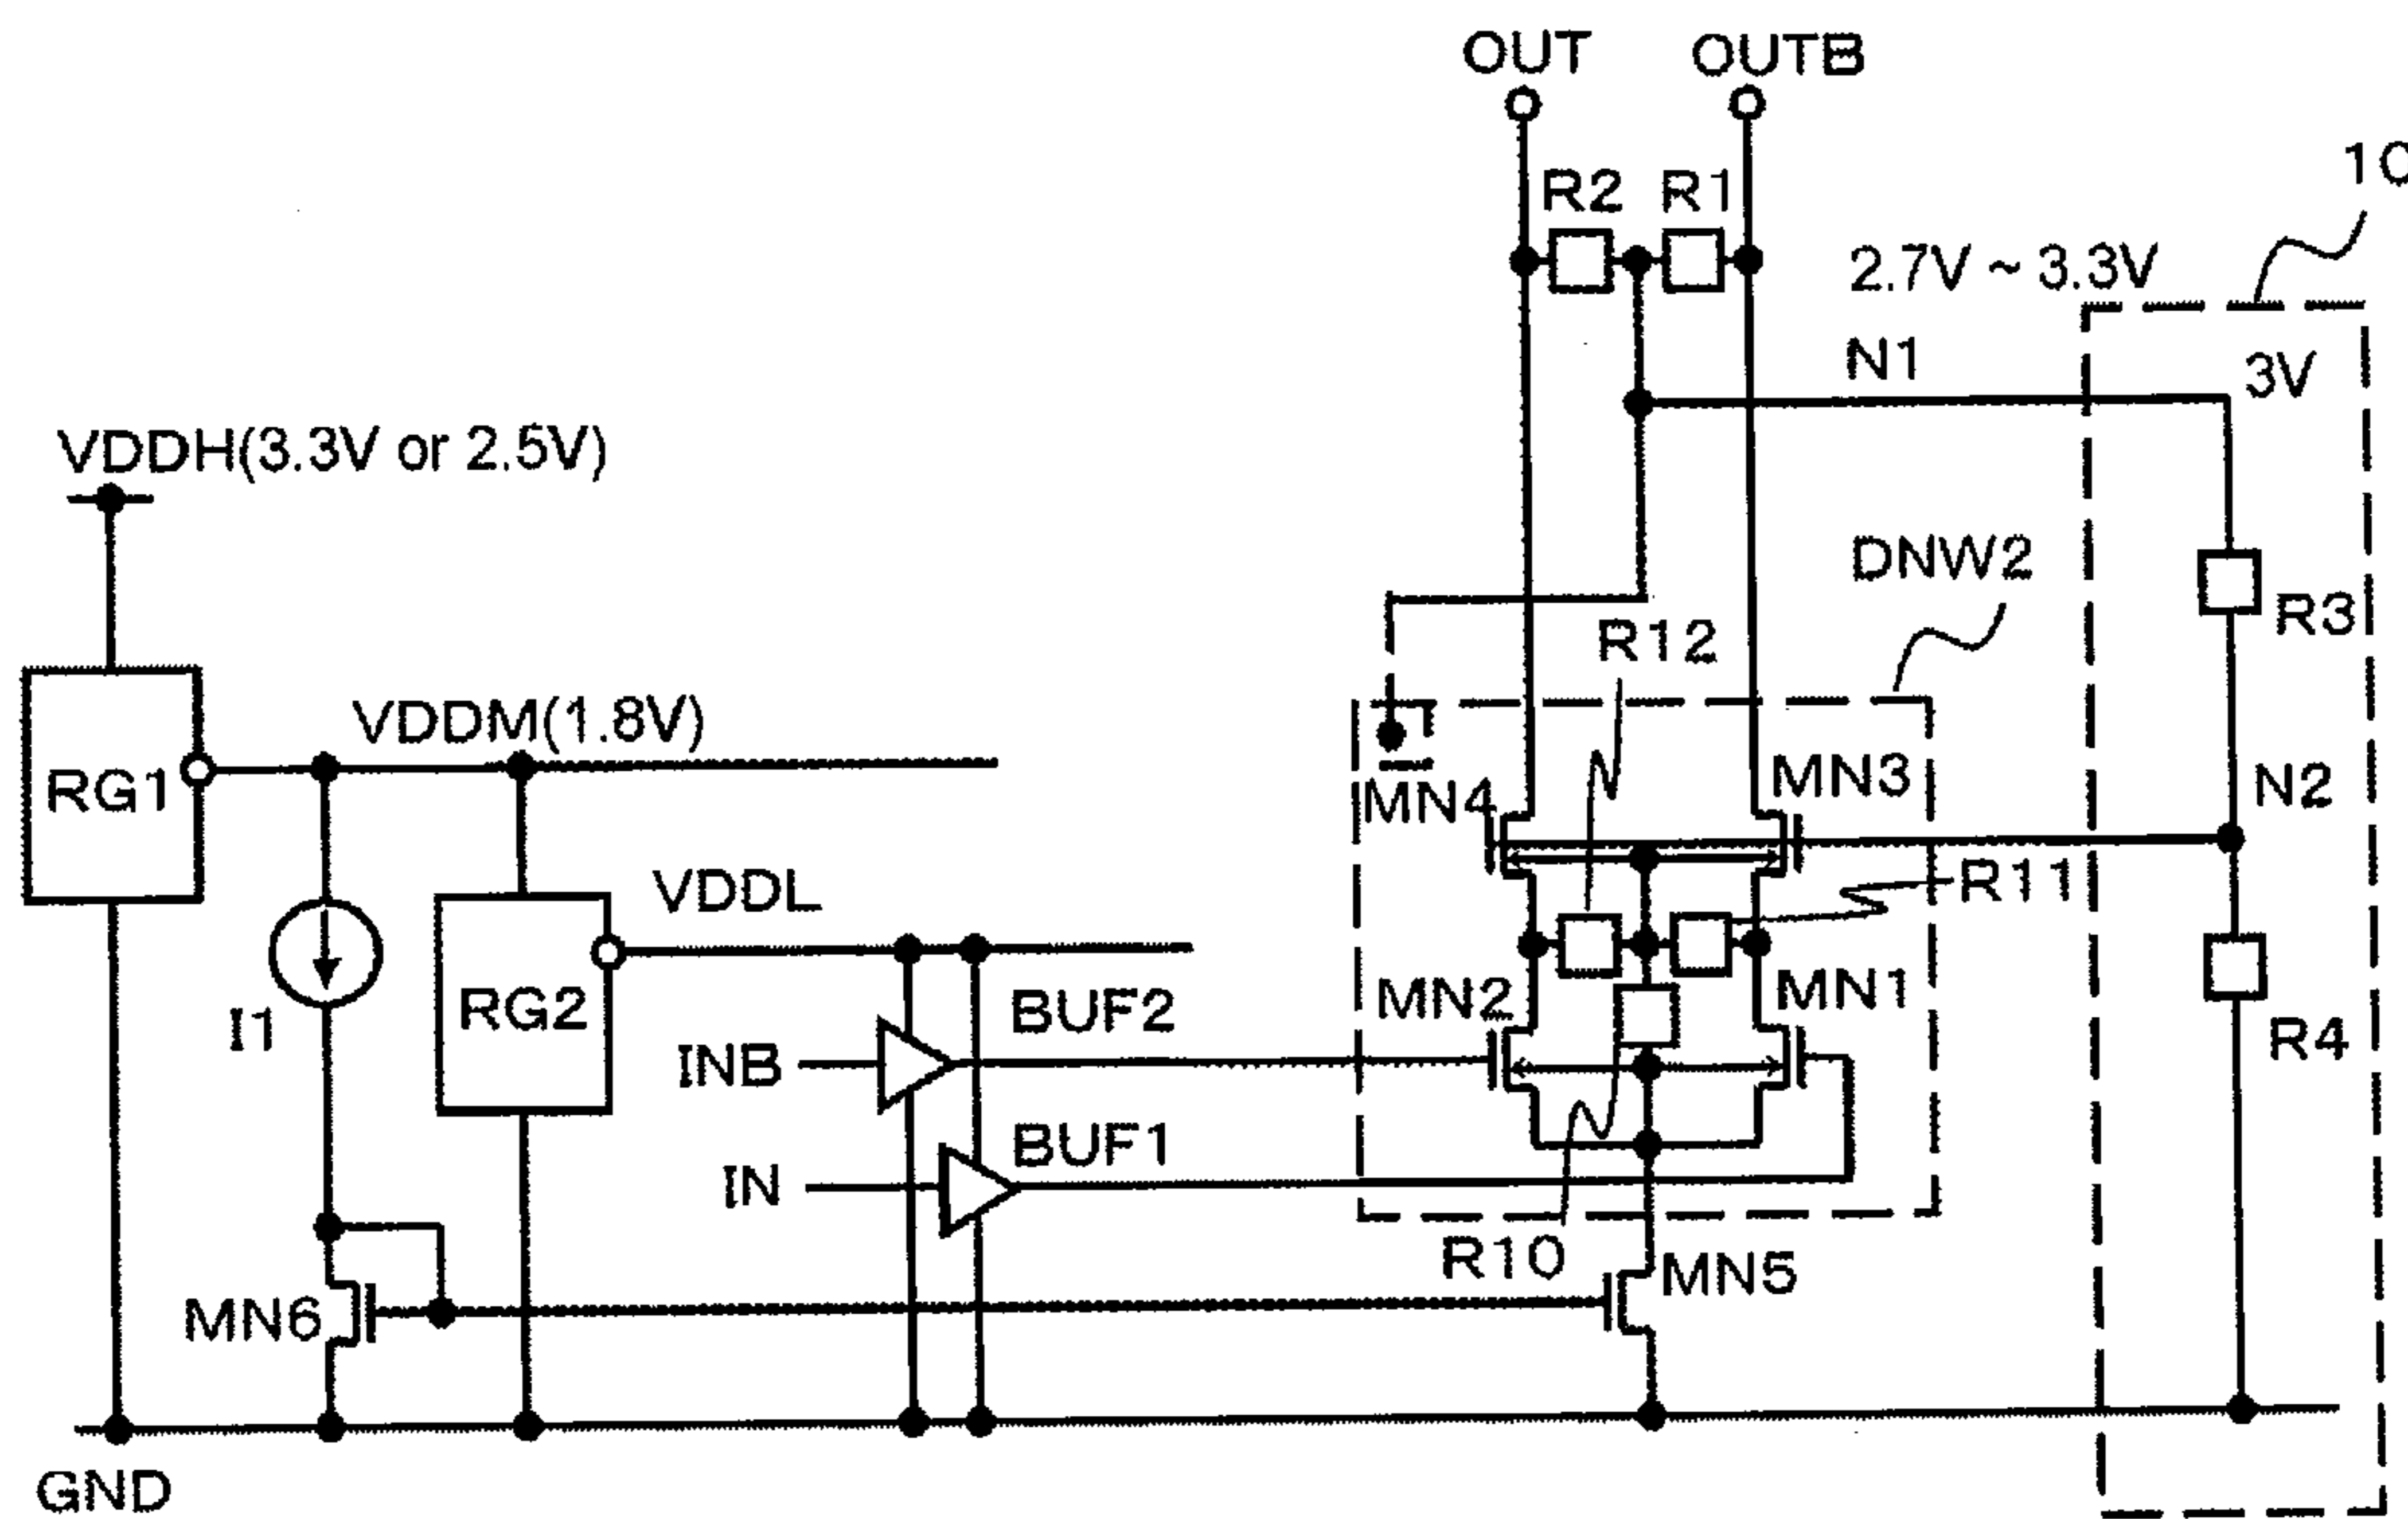 OUT OUTB
R2 R1
10
2.7V ~ 3.3V
N1
3V
VDDH(3.3V or 2.5V)
DNW2
R3
R12
VDDM(1.8V)
RG1
MN4
MN3
N2
VDDL
R11
RG2
BUF2
MN2
MN1
I1
INB
R4
BUF1
IN
R10
MN5
MN6
GND